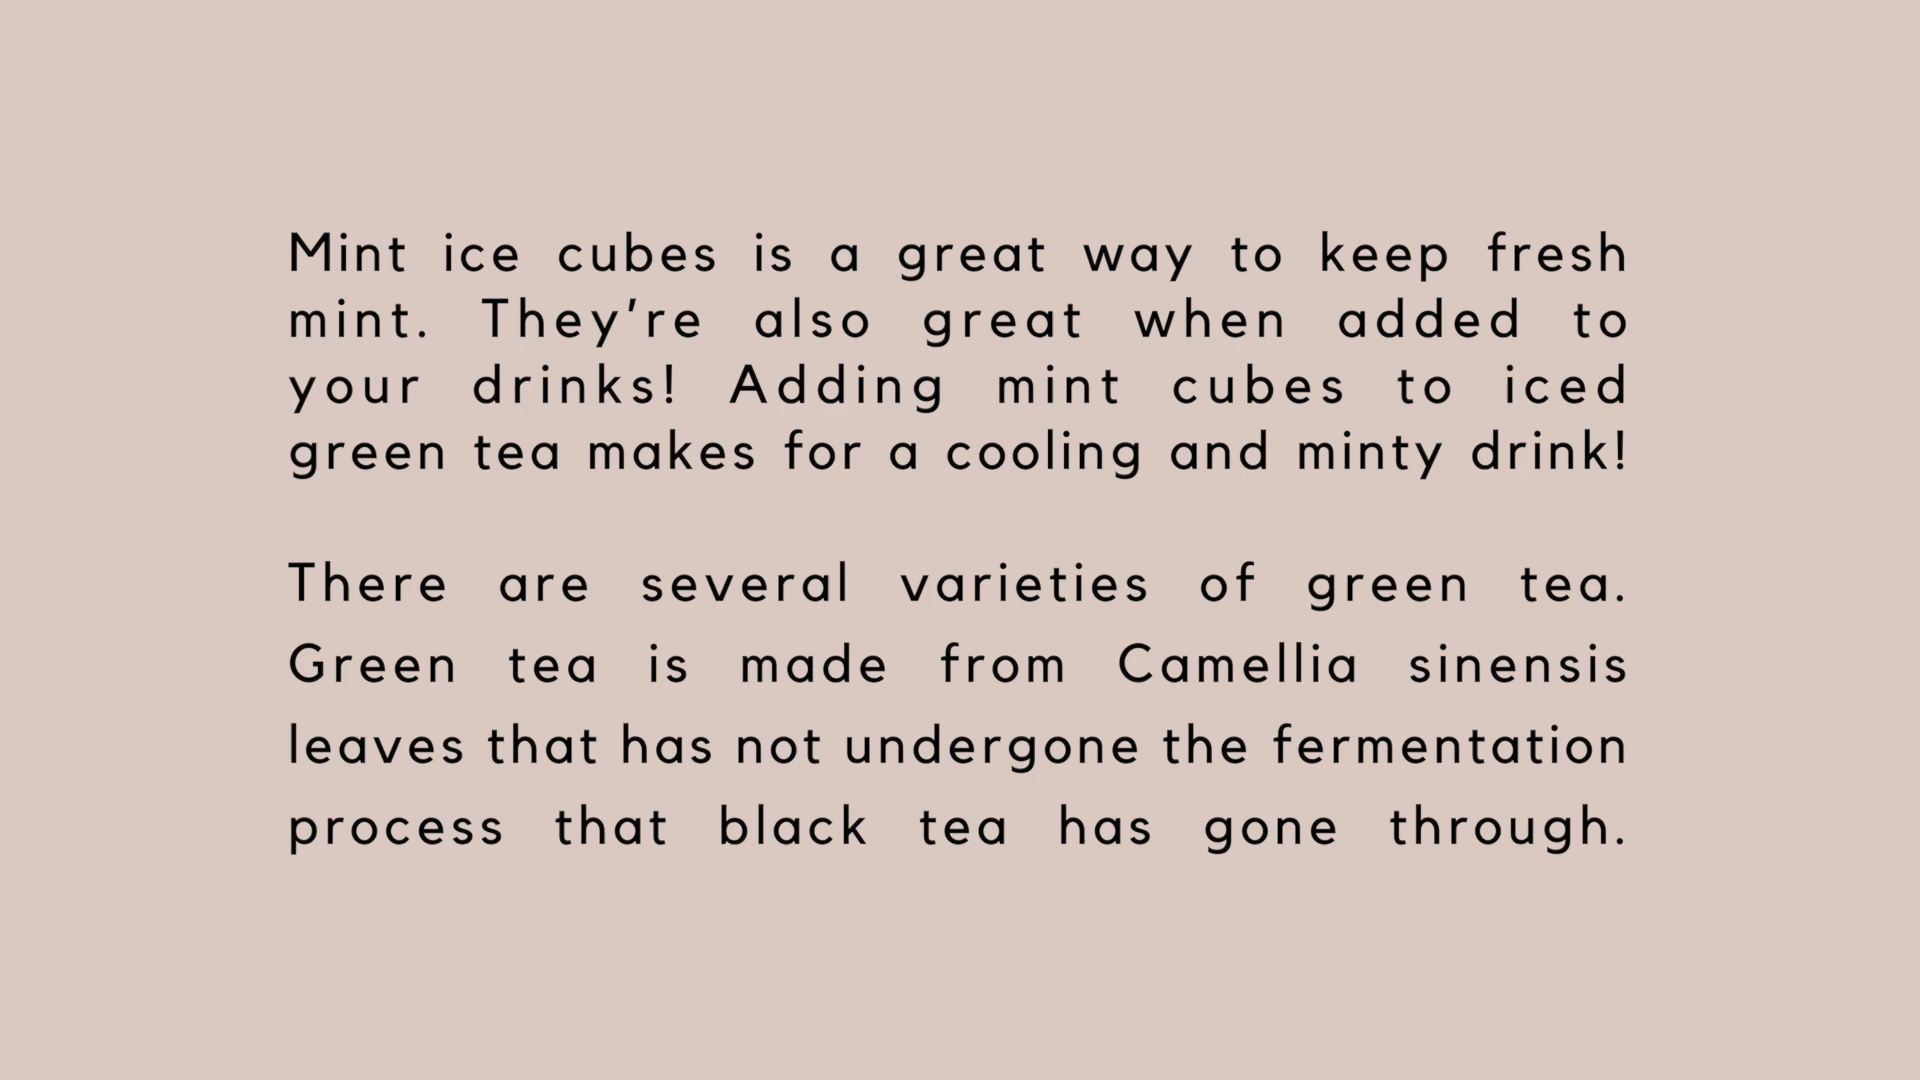 Mint ice cubes is a great way to keep fresh
mint. They’re also great when added to
your drinks! Adding mint cubes to iced
green tea makes for a cooling and minty drink!
There are several varieties of green tea.
Green tea is made from Camellia sinensis
leaves that has not undergone the fermentation
process that black tea has gone through.